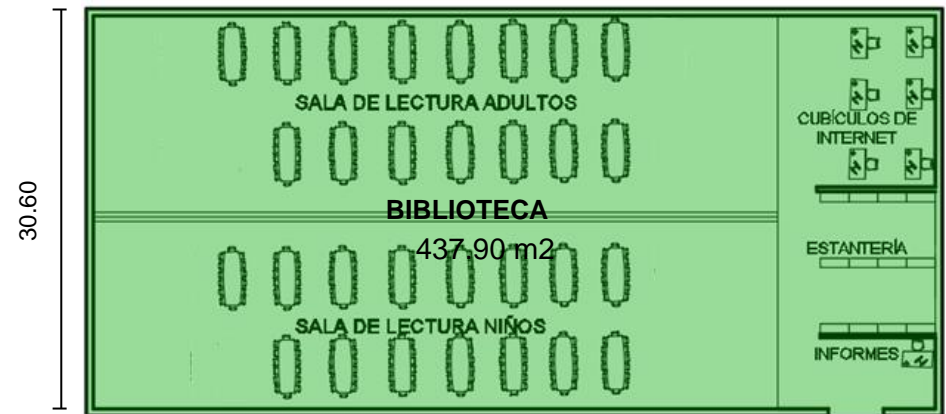 SALA DE LECTURA ADULTOS
CUBÍCULOS DE
INTERNET
30.60
BIBLIOTECA
437.90 m2
ESTANTERÍA
SALA DE LECTURA NIÑOS
INFORMES